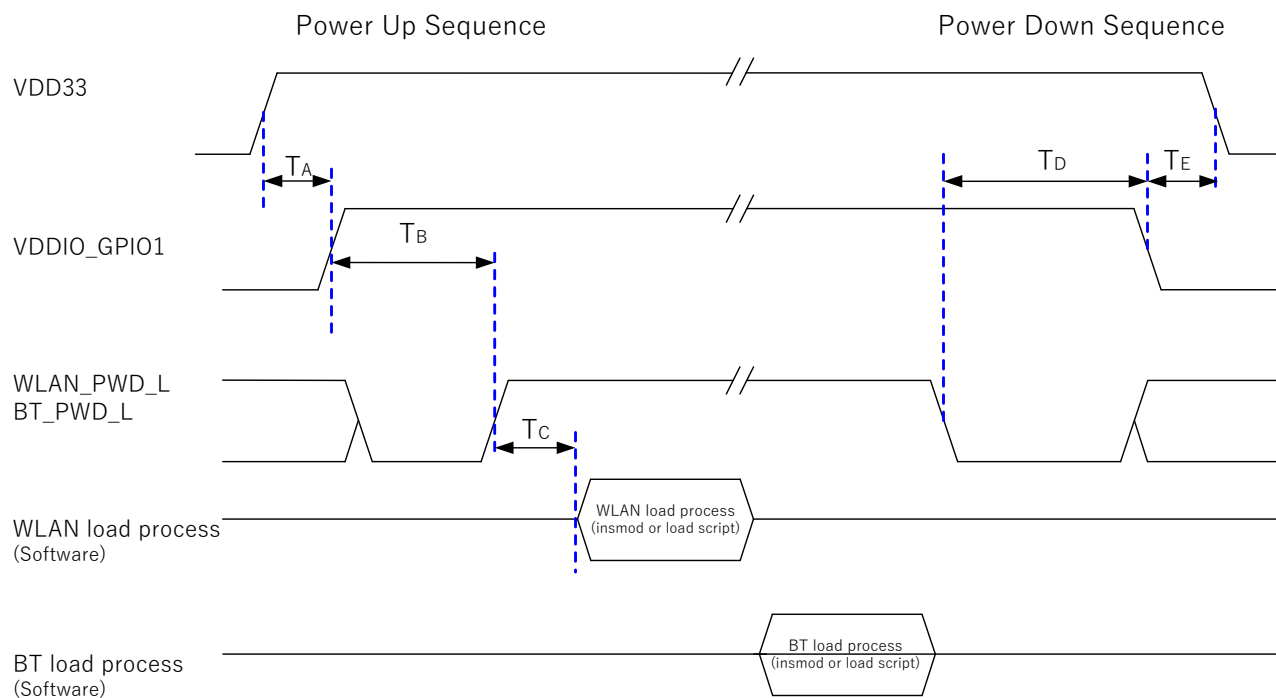 Power Up Sequence
Power Down Sequence
VDD33
TA
TD
TE
VDDIO_GPIO1
TB
WLAN_PWD_L
BT_PWD_L
TC
WLAN load process
(Software)
WLAN load process
(insmod or load script)
BT load process
(Software)
BT load process
(insmod or load script)